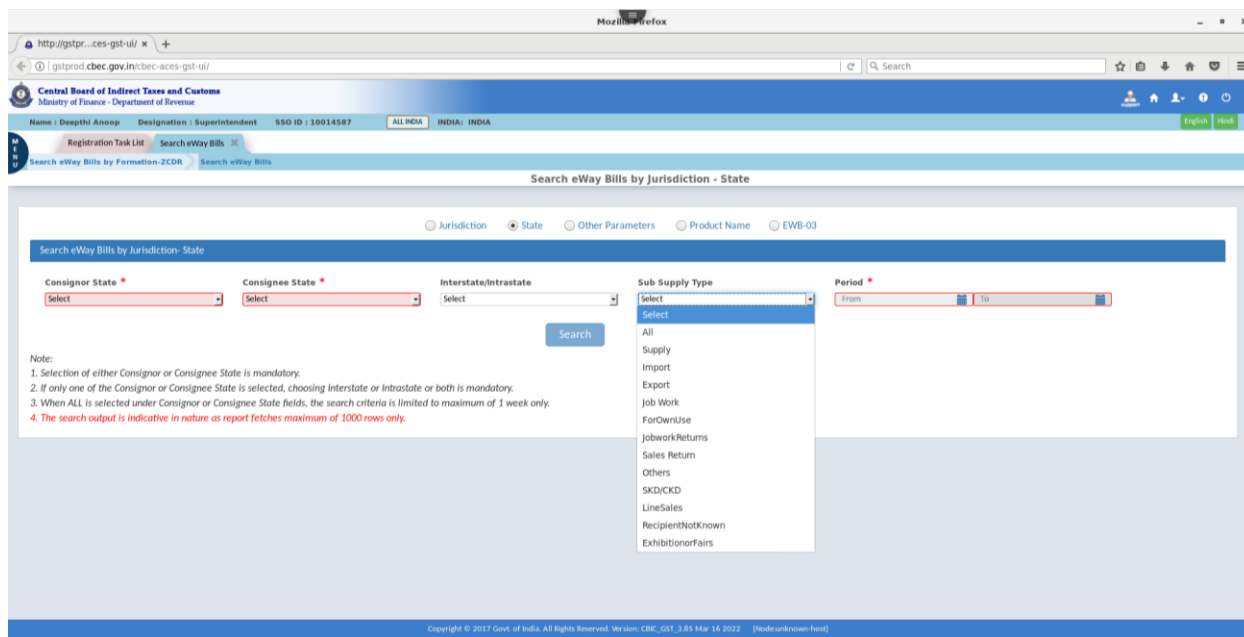 Mozilla Firefox
http://gstpr...ces-gst-ui/
gstprod.cbec.gov.in/cbec-aces-gst-ui/
Search
Central Board of Indirect Taxes and Customs
Ministry of Finance - Department of Revenue
Name : Deepthi Anoop Designation : Superintendent SSO ID : 10014587 ALL INDIA INDIA: INDIA English Hindi
MENU
Registration Task List Search eWay Bills
Search eWay Bills by Formation-ZCDR Search eWay Bills
Search eWay Bills by Jurisdiction - State
Jurisdiction State Other Parameters Product Name EWB-03
Search eWay Bills by Jurisdiction- State
Consignor State * Consignee State * Interstate/Intrastate Sub Supply Type Period *
Select Select Select Select From To
Search
Select
All
Supply
Import
Export
Job Work
ForOwnUse
JobworkReturns
Sales Return
Others
SKD/CKD
LineSales
RecipientNotKnown
ExhibitionorFairs
Note:
1. Selection of either Consignor or Consignee State is mandatory.
2. If only one of the Consignor or Consignee State is selected, choosing Interstate or Intrastate or both is mandatory.
3. When ALL is selected under Consignor or Consignee State fields, the search criteria is limited to maximum of 1 week only.
4. The search output is indicative in nature as report fetches maximum of 1000 rows only.
Copyright © 2017 Govt. of India. All Rights Reserved. Version: CBIC_GST_3.85 Mar 16 2022 [Node:unknown-host]